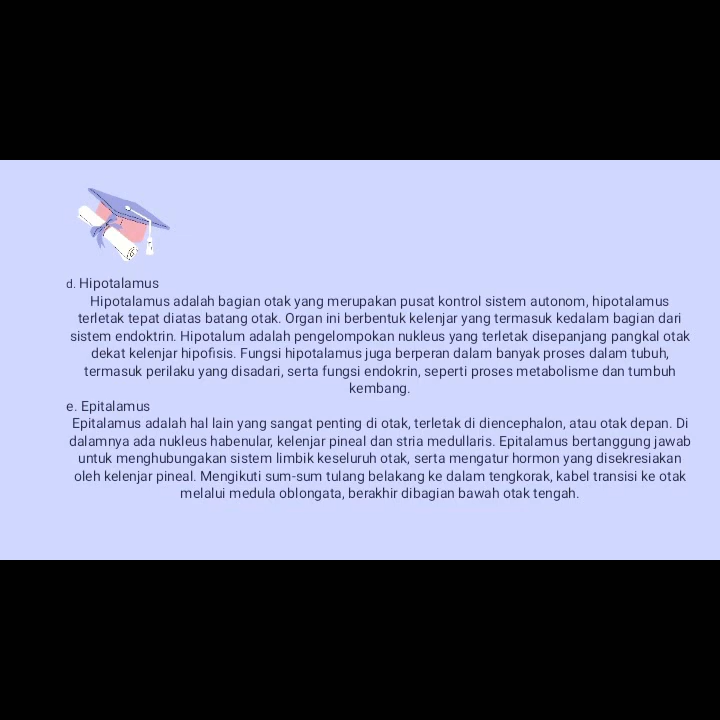 d. Hipotalamus
Hipotalamus adalah bagian otak yang merupakan pusat kontrol sistem autonom, hipotalamus
terletak tepat diatas batang otak. Organ ini berbentuk kelenjar yang termasuk kedalam bagian dari
sistem endoktrin. Hipotalum adalah pengelompokan nukleus yang terletak disepanjang pangkal otak
dekat kelenjar hipofisis. Fungsi hipotalamus juga berperan dalam banyak proses dalam tubuh,
termasuk perilaku yang disadari, serta fungsi endokrin, seperti proses metabolisme dan tumbuh
kembang.
e. Epitalamus
Epitalamus adalah hal lain yang sangat penting di otak, terletak di diencephalon, atau otak depan. Di
dalamnya ada nukleus habenular, kelenjar pineal dan stria medullaris. Epitalamus bertanggung jawab
untuk menghubungakan sistem limbik keseluruh otak, serta mengatur hormon yang disekresiakan
oleh kelenjar pineal. Mengikuti sum-sum tulang belakang ke dalam tengkorak, kabel transisi ke otak
melalui medula oblongata, berakhir dibagian bawah otak tengah.